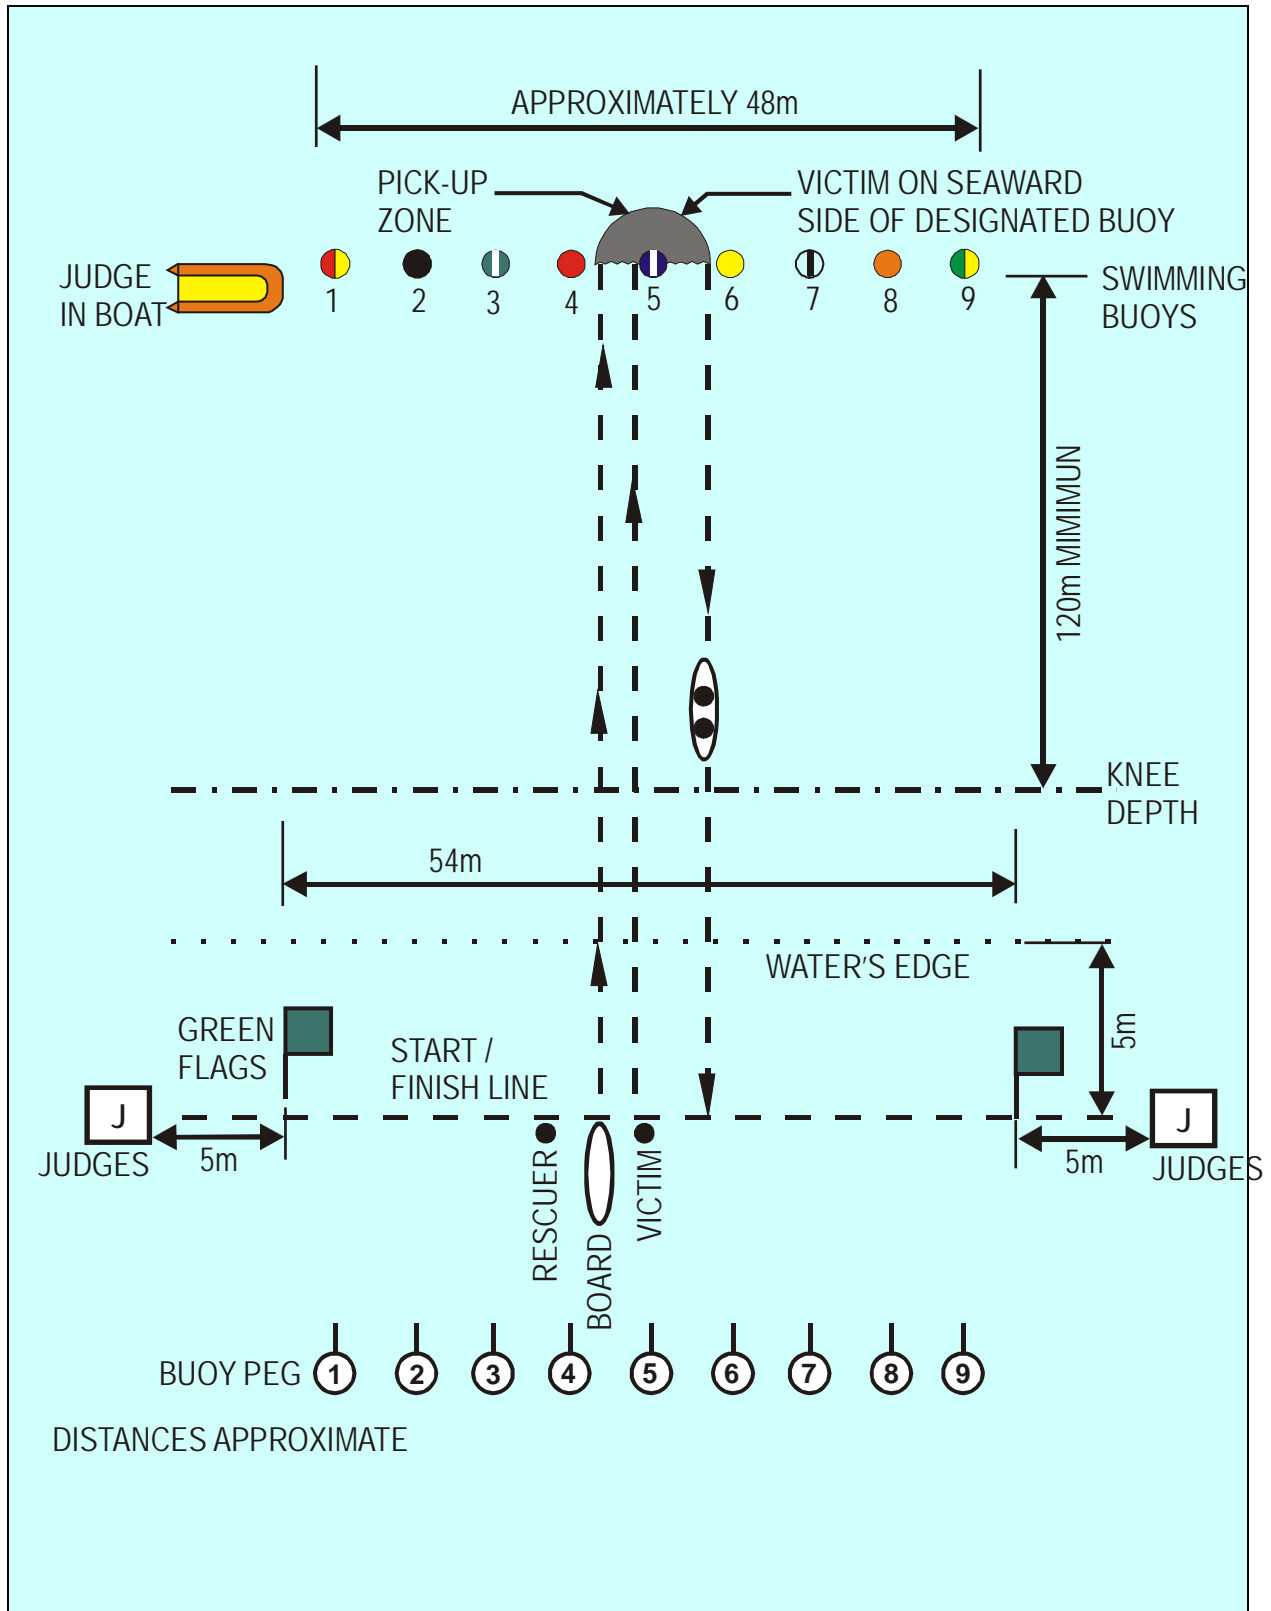 APPROXIMATELY 48m
PICK-UP
ZONE
VICTIM ON SEAWARD
SIDE OF DESIGNATED BUOY
JUDGE
IN BOAT
1 2 3 4 5 6 7 8 9
SWIMMING
BUOYS
120m MIMIMUN
KNEE
DEPTH
54m
WATER'S EDGE
GREEN
FLAGS
START /
FINISH LINE
5m
J
JUDGES
5m
5m
J
JUDGES
RESCUER
BOARD
VICTIM
BUOY PEG 1 2 3 4 5 6 7 8 9
DISTANCES APPROXIMATE